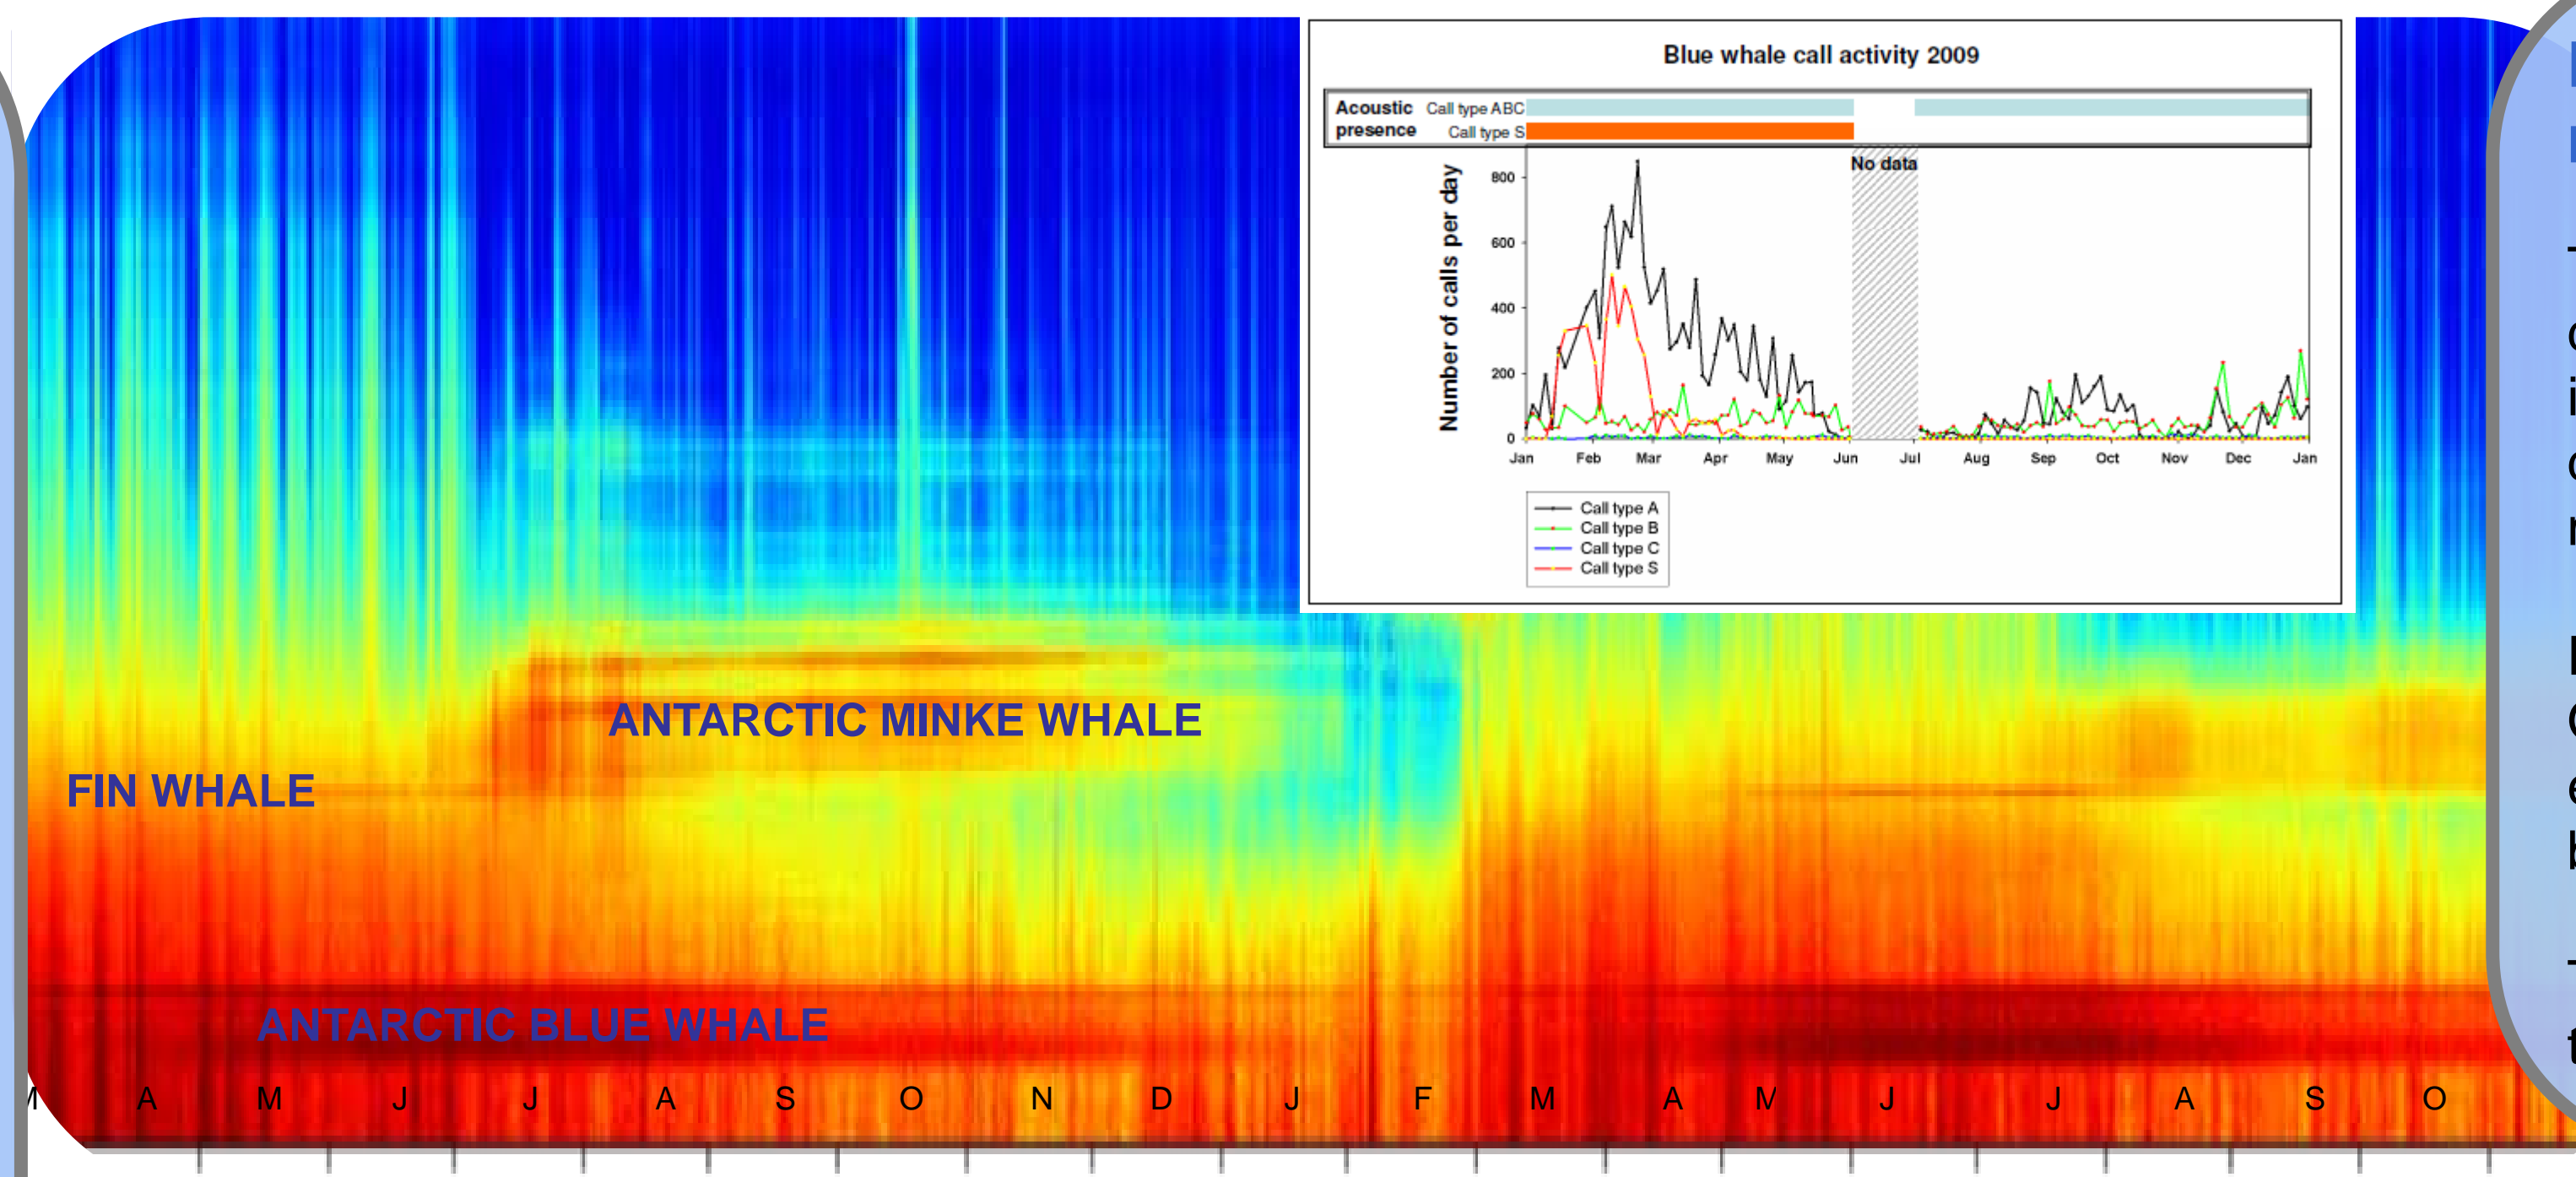 Blue whale call activity 2009
Acoustic presence
Call type ABC
Call type S
No data
Number of calls per day
800
600
400
200
0
Jan Feb Mar Apr May Jun Jul Aug Sep Oct Nov Dec Jan
Call type A
Call type B
Call type C
Call type S
ANTARCTIC MINKE WHALE
FIN WHALE
ANTARCTIC BLUE WHALE
A M J J A S O N D J F M A M J J A S O